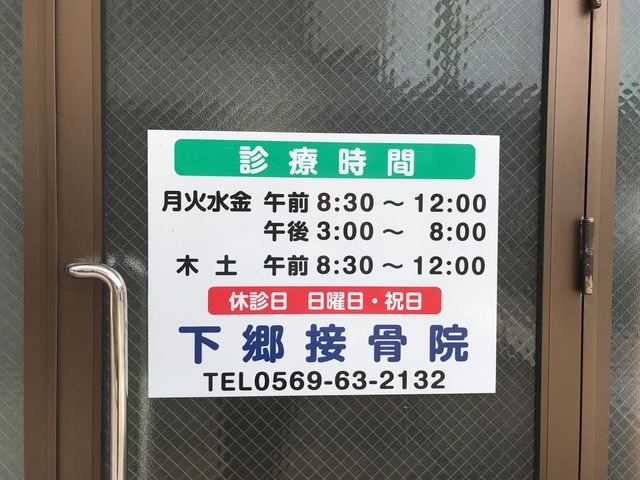 診療時間
月火水金 午前 8:30 ～ 12:00
午後 3:00 ～ 8:00
木 土 午前 8:30 ～ 12:00
休診日 日曜日・祝日
下郷接骨院
TEL0569-63-2132